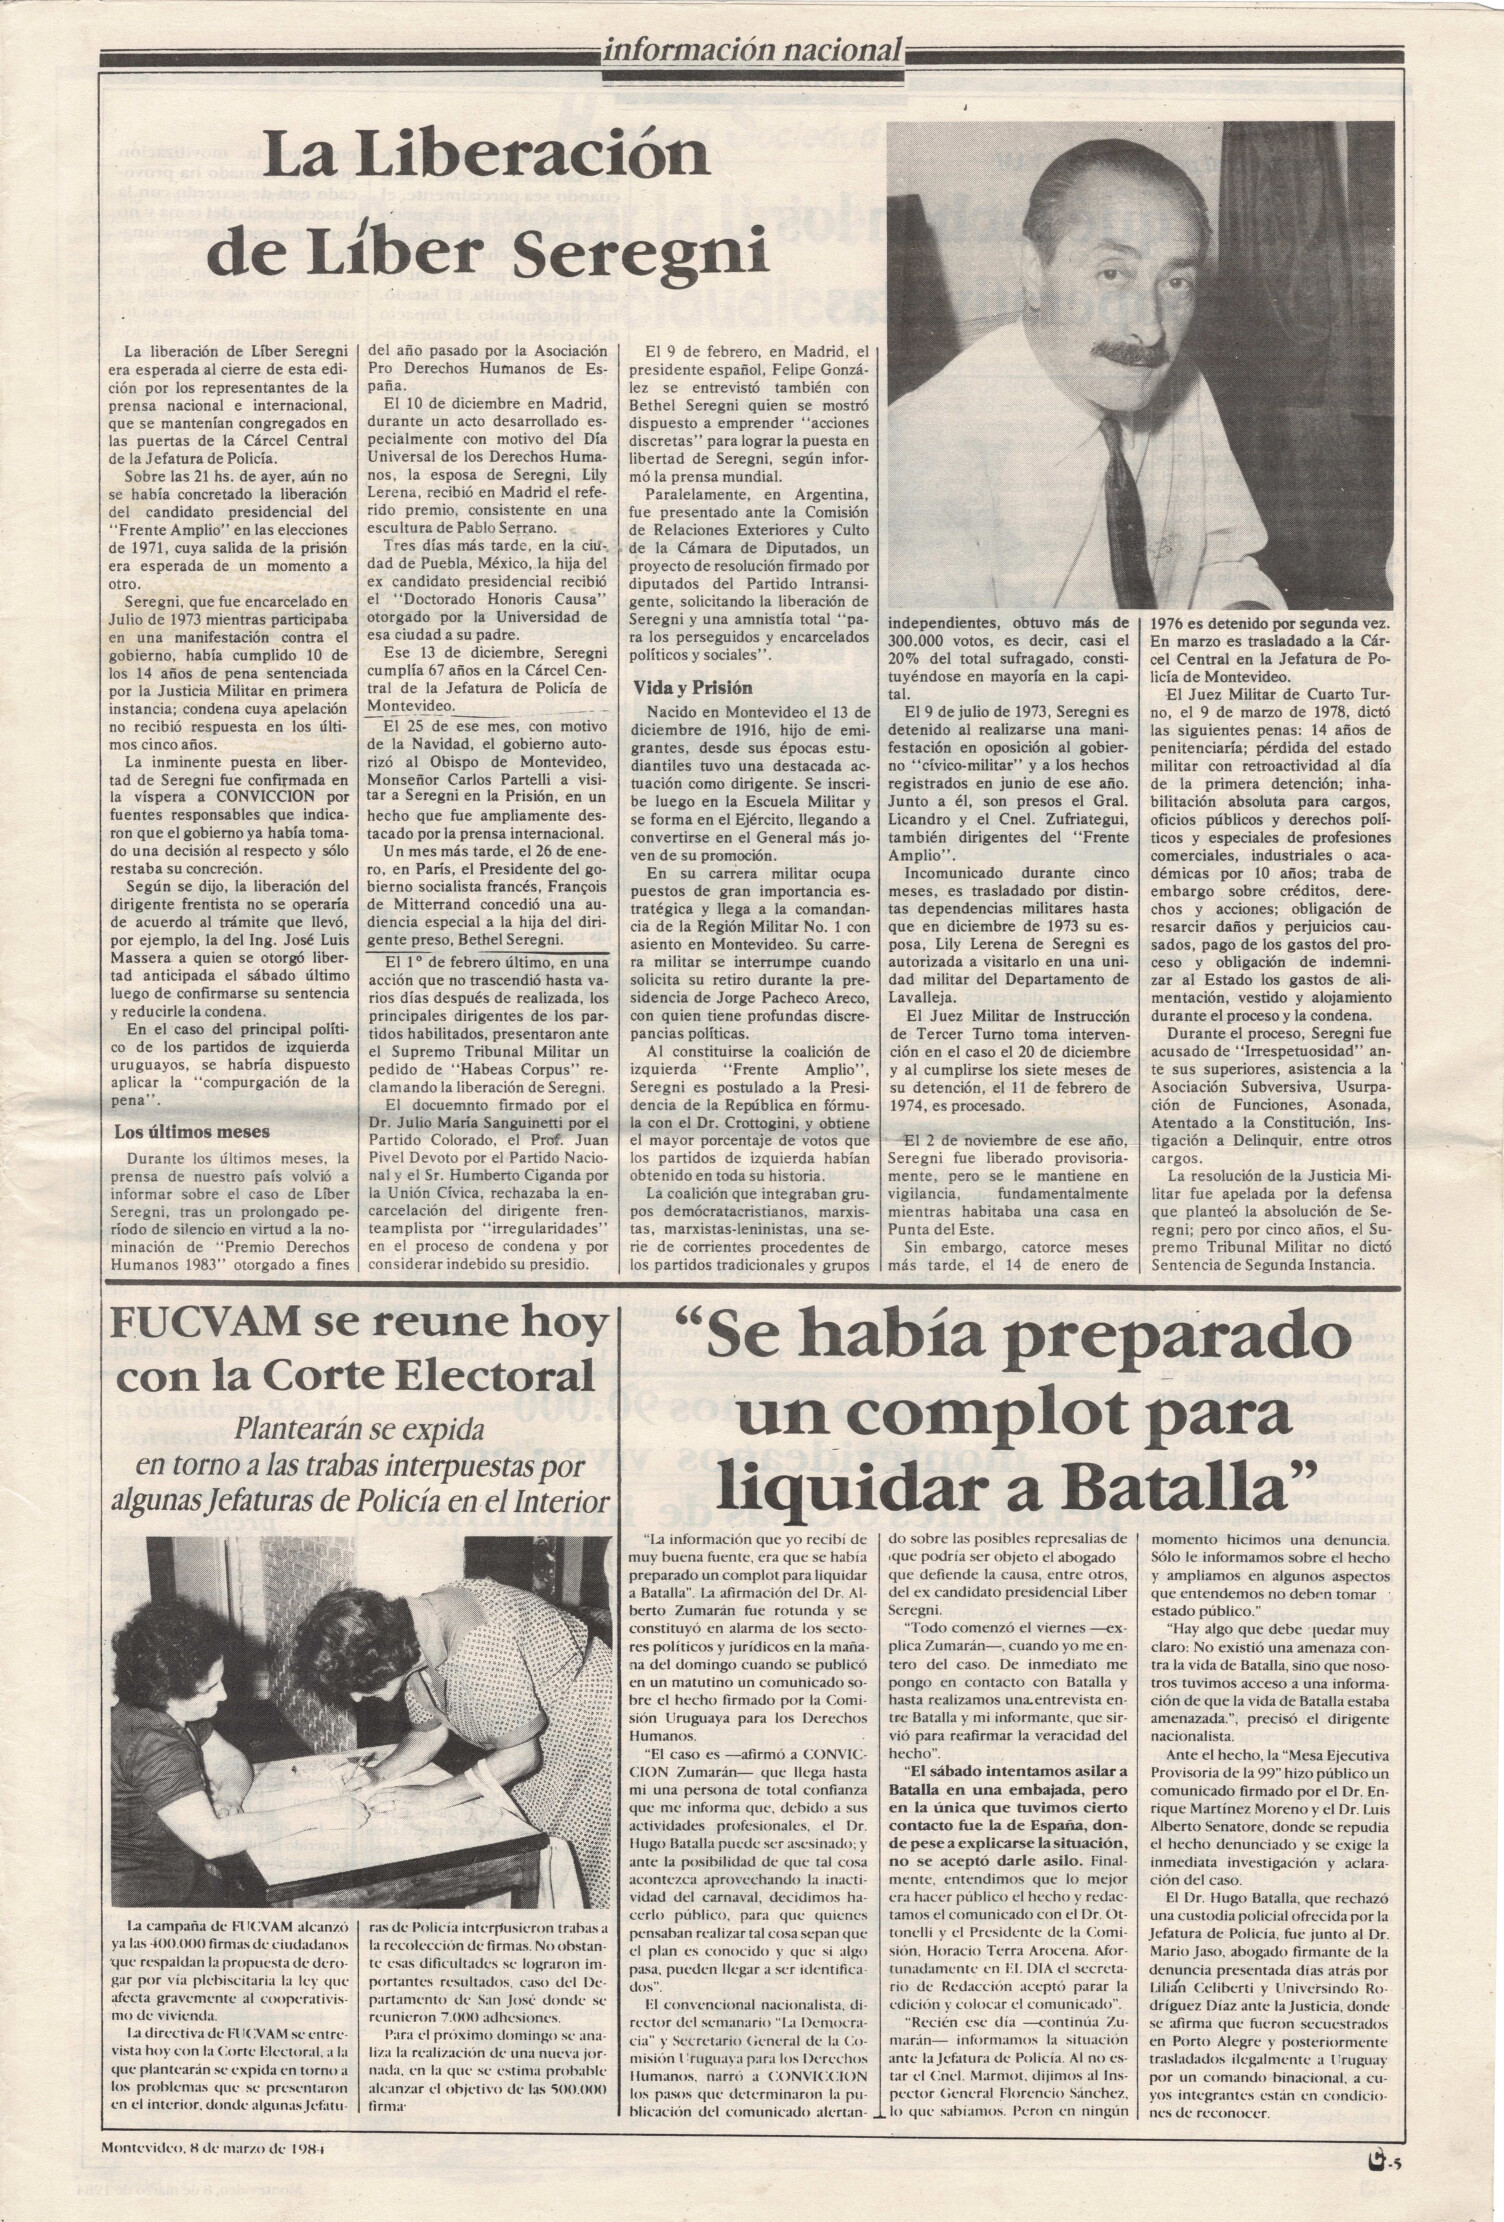 información nacional
La Liberación
de Líber Seregni
La liberación de Líber Seregni
era esperada al cierre de esta edi-
ción por los representantes de la
prensa nacional e internacional,
que se mantenían congregados en
las puertas de la Cárcel Central
de la Jefatura de Policía.
Sobre las 21 hs. de ayer, aún no
se había concretado la liberación
del candidato presidencial del
"Frente Amplio" en las elecciones
de 1971, cuya salida de la prisión
era esperada de un momento a
otro.
Seregni, que fue encarcelado en
Julio de 1973 mientras participaba
en una manifestación contra el
gobierno, había cumplido 10 de
los 14 años de pena sentenciada
por la Justicia Militar en primera
instancia; condena cuya apelación
no recibió respuesta en los últi-
mos cinco años.
La inminente puesta en liber-
tad de Seregni fue confirmada en
la víspera a CONVICCION por
fuentes responsables que indica-
ron que el gobierno ya había toma-
do una decisión al respecto y sólo
restaba su concreción.
Según se dijo, la liberación del
dirigente frentista no se operaría
de acuerdo al trámite que llevó,
por ejemplo, la del Ing. José Luis
Massera a quien se otorgó liber-
tad anticipada el sábado último
luego de confirmarse su sentencia
y reducirle la condena.
En el caso del principal políti-
co de los partidos de izquierda
uruguayos, se habría dispuesto
aplicar la "compurgación de la
pena".
Los últimos meses
Durante los últimos meses, la
prensa de nuestro país volvió a
informar sobre el caso de Líber
Seregni, tras un prolongado pe-
ríodo de silencio en virtud a la no-
minación de "Premio Derechos
Humanos 1983" otorgado a fines
del año pasado por la Asociación
Pro Derechos Humanos de Es-
paña.
El 10 de diciembre en Madrid,
durante un acto desarrollado es-
pecialmente con motivo del Día
Universal de los Derechos Huma-
nos, la esposa de Seregni, Lily
Lerena, recibió en Madrid el refe-
rido premio, consistente en una
escultura de Pablo Serrano.
Tres días más tarde, en la ciu-
dad de Puebla, México, la hija del
ex candidato presidencial recibió
el "Doctorado Honoris Causa"
otorgado por la Universidad de
esa ciudad a su padre.
Ese 13 de diciembre, Seregni
cumplía 67 años en la Cárcel Cen-
tral de la Jefatura de Policía de
Montevideo.
El 25 de ese mes, con motivo
de la Navidad, el gobierno auto-
rizó al Obispo de Montevideo,
Monseñor Carlos Partelli a visi-
tar a Seregni en la Prisión, en un
hecho que fue ampliamente des-
tacado por la prensa internacional.
Un mes más tarde, el 26 de ene-
ro, en París, el Presidente del go-
bierno socialista francés, François
de Mitterrand concedió una au-
diencia especial a la hija del diri-
gente preso, Bethel Seregni.
El 1º de febrero último, en una
acción que no trascendió hasta va-
rios días después de realizada, los
principales dirigentes de los par-
tidos habilitados, presentaron ante
el Supremo Tribunal Militar un
pedido de "Habeas Corpus" re-
clamando la liberación de Seregni.
El docuemnto firmado por el
Dr. Julio María Sanguinetti por el
Partido Colorado, el Prof. Juan
Pivel Devoto por el Partido Nacio-
nal y el Sr. Humberto Ciganda por
la Unión Cívica, rechazaba la en-
carcelación del dirigente fren-
teamplista por "irregularidades"
en el proceso de condena y por
considerar indebido su presidio.
El 9 de febrero, en Madrid, el
presidente español, Felipe Gonzá-
lez se entrevistó también con
Bethel Seregni quien se mostró
dispuesto a emprender "acciones
discretas" para lograr la puesta en
libertad de Seregni, según infor-
mó la prensa mundial.
Paralelamente, en Argentina,
fue presentado ante la Comisión
de Relaciones Exteriores y Culto
de la Cámara de Diputados, un
proyecto de resolución firmado por
diputados del Partido Intransi-
gente, solicitando la liberación de
Seregni y una amnistía total "pa-
ra los perseguidos y encarcelados
políticos y sociales".
Vida y Prisión
Nacido en Montevideo el 13 de
diciembre de 1916, hijo de emi-
grantes, desde sus épocas estu-
diantiles tuvo una destacada ac-
tuación como dirigente. Se inscri-
be luego en la Escuela Militar y
se forma en el Ejército, llegando a
convertirse en el General más jo-
ven de su promoción.
En su carrera militar ocupa
puestos de gran importancia es-
tratégica y llega a la comandan-
cia de la Región Militar No. 1 con
asiento en Montevideo. Su carre-
ra militar se interrumpe cuando
solicita su retiro durante la pre-
sidencia de Jorge Pacheco Areco,
con quien tiene profundas discre-
pancias políticas.
Al constituirse la coalición de
izquierda "Frente Amplio",
Seregni es postulado a la Presi-
dencia de la República en fórmu-
la con el Dr. Crottogini, y obtiene
el mayor porcentaje de votos que
los partidos de izquierda habían
obtenido en toda su historia.
La coalición que integraban gru-
pos demócratacristianos, marxis-
tas, marxistas-leninistas, una se-
rie de corrientes procedentes de
los partidos tradicionales y grupos
independientes, obtuvo más de
300.000 votos, es decir, casi el
20% del total sufragado, consti-
tuyéndose en mayoría en la capi-
tal.
El 9 de julio de 1973, Seregni es
detenido al realizarse una mani-
festación en oposición al gobier-
no "cívico-militar" y a los hechos
registrados en junio de ese año.
Junto a él, son presos el Gral.
Licandro y el Cnel. Zufriategui,
también dirigentes del "Frente
Amplio".
Incomunicado durante cinco
meses, es trasladado por distin-
tas dependencias militares hasta
que en diciembre de 1973 su es-
posa, Lily Lerena de Seregni es
autorizada a visitarlo en una uni-
dad militar del Departamento de
Lavalleja.
El Juez Militar de Instrucción
de Tercer Turno toma interven-
ción en el caso el 20 de diciembre
y al cumplirse los siete meses de
su detención, el 11 de febrero de
1974, es procesado.
El 2 de noviembre de ese año,
Seregni fue liberado provisoria-
mente, pero se le mantiene en
vigilancia, fundamentalmente
mientras habitaba una casa en
Punta del Este.
Sin embargo, catorce meses
más tarde, el 14 de enero de
1976 es detenido por segunda vez.
En marzo es trasladado a la Cár-
cel Central en la Jefatura de Po-
licía de Montevideo.
El Juez Militar de Cuarto Tur-
no, el 9 de marzo de 1978, dictó
las siguientes penas: 14 años de
penitenciaría; pérdida del estado
militar con retroactividad al día
de la primera detención; inha-
bilitación absoluta para cargos,
oficios públicos y derechos polí-
ticos y especiales de profesiones
comerciales, industriales o aca-
démicas por 10 años; traba de
embargo sobre créditos, dere-
chos y acciones; obligación de
resarcir daños y perjuicios cau-
sados, pago de los gastos del pro-
ceso y obligación de indemni-
zar al Estado los gastos de ali-
mentación, vestido y alojamiento
durante el proceso y la condena.
Durante el proceso, Seregni fue
acusado de "Irrespetuosidad" an-
te sus superiores, asistencia a la
Asociación Subversiva, Usurpa-
ción de Funciones, Asonada,
Atentado a la Constitución, Ins-
tigación a Delinquir, entre otros
cargos.
La resolución de la Justicia Mi-
litar fue apelada por la defensa
que planteó la absolución de Se-
regni; pero por cinco años, el Su-
premo Tribunal Militar no dictó
Sentencia de Segunda Instancia.
FUCVAM se reune hoy
con la Corte Electoral
Plantearán se expida
en torno a las trabas interpuestas por
algunas Jefaturas de Policía en el Interior
La campaña de FUCVAM alcanzó
ya las 400.000 firmas de ciudadanos
que respaldan la propuesta de dero-
gar por vía plebiscitaria la ley que
afecta gravemente al cooperativis-
mo de vivienda.
La directiva de FUCVAM se entre-
vista hoy con la Corte Electoral, a la
que plantearán se expida en torno a
los problemas que se presentaron
en el interior, donde algunas Jefatu-
ras de Policía interpusieron trabas a
la recolección de firmas. No obstan-
te esas dificultades se lograron im-
portantes resultados, caso del De-
partamento de San José donde se
reunieron 7.000 adhesiones.
Para el próximo domingo se ana-
liza la realización de una nueva jor-
nada, en la que se estima probable
alcanzar el objetivo de las 500.000
firma
"Se había preparado
un complot para
liquidar a Batalla"
"La información que yo recibí de
muy buena fuente, era que se había
preparado un complot para liquidar
a Batalla". La afirmación del Dr. Al-
berto Zumarán fue rotunda y se
constituyó en alarma de los secto-
res políticos y jurídicos en la maña-
na del domingo cuando se publicó
en un matutino un comunicado so-
bre el hecho firmado por la Comi-
sión Uruguaya para los Derechos
Humanos.
"El caso es —afirmó a CONVIC-
CION Zumarán— que llega hasta
mi una persona de total confianza
que me informa que, debido a sus
actividades profesionales, el Dr.
Hugo Batalla puede ser asesinado; y
ante la posibilidad de que tal cosa
acontezca aprovechando la inacti-
vidad del carnaval, decidimos ha-
cerlo público, para que quienes
pensaban realizar tal cosa sepan que
el plan es conocido y que si algo
pasa, pueden llegar a ser identifica-
dos".
El convencional nacionalista, di-
rector del semanario "La Democra-
cia" y Secretario General de la Co-
misión Uruguaya para los Derechos
Humanos, narró a CONVICCION
los pasos que determinaron la pu-
blicación del comunicado alertan-
do sobre las posibles represalias de
que podría ser objeto el abogado
que defiende la causa, entre otros,
del ex candidato presidencial Liber
Seregni.
"Todo comenzó el viernes —ex-
plica Zumarán—, cuando yo me en-
tero del caso. De inmediato me
pongo en contacto con Batalla y
hasta realizamos una entrevista en-
tre Batalla y mi informante, que sir-
vió para reafirmar la veracidad del
hecho".
"El sábado intentamos asilar a
Batalla en una embajada, pero
en la única que tuvimos cierto
contacto fue la de España, don-
de pese a explicarse la situación,
no se aceptó darle asilo. Final-
mente, entendimos que lo mejor
era hacer público el hecho y redac-
tamos el comunicado con el Dr. Ot-
tonelli y el Presidente de la Comi-
sión, Horacio Terra Arocena. Afor-
tunadamente en EL DIA el secreta-
rio de Redacción aceptó parar la
edición y colocar el comunicado".
"Recién ese día —continúa Zu-
marán— informamos la situación
ante la Jefatura de Policía. Al no es-
tar el Cnel. Marmot, dijimos al Ins-
pector General Florencio Sánchez,
lo que sabíamos. Peron en ningún
momento hicimos una denuncia.
Sólo le informamos sobre el hecho
y ampliamos en algunos aspectos
que entendemos no deben tomar
estado público."
"Hay algo que debe quedar muy
claro: No existió una amenaza con-
tra la vida de Batalla, sino que noso-
tros tuvimos acceso a una informa-
ción de que la vida de Batalla estaba
amenazada.", precisó el dirigente
nacionalista.
Ante el hecho, la "Mesa Ejecutiva
Provisoria de la 99" hizo público un
comunicado firmado por el Dr. En-
rique Martínez Moreno y el Dr. Luis
Alberto Senatore, donde se repudia
el hecho denunciado y se exige la
inmediata investigación y aclara-
ción del caso.
El Dr. Hugo Batalla, que rechazó
una custodia policial ofrecida por la
Jefatura de Policía, fue junto al Dr.
Mario Jaso, abogado firmante de la
denuncia presentada días atrás por
Lilián Celiberti y Universindo Ro-
dríguez Díaz ante la Justicia, donde
se afirma que fueron secuestrados
en Porto Alegre y posteriormente
trasladados ilegalmente a Uruguay
por un comando binacional, a cu-
yos integrantes están en condicio-
nes de reconocer.
Montevideo, 8 de marzo de 1984
-5